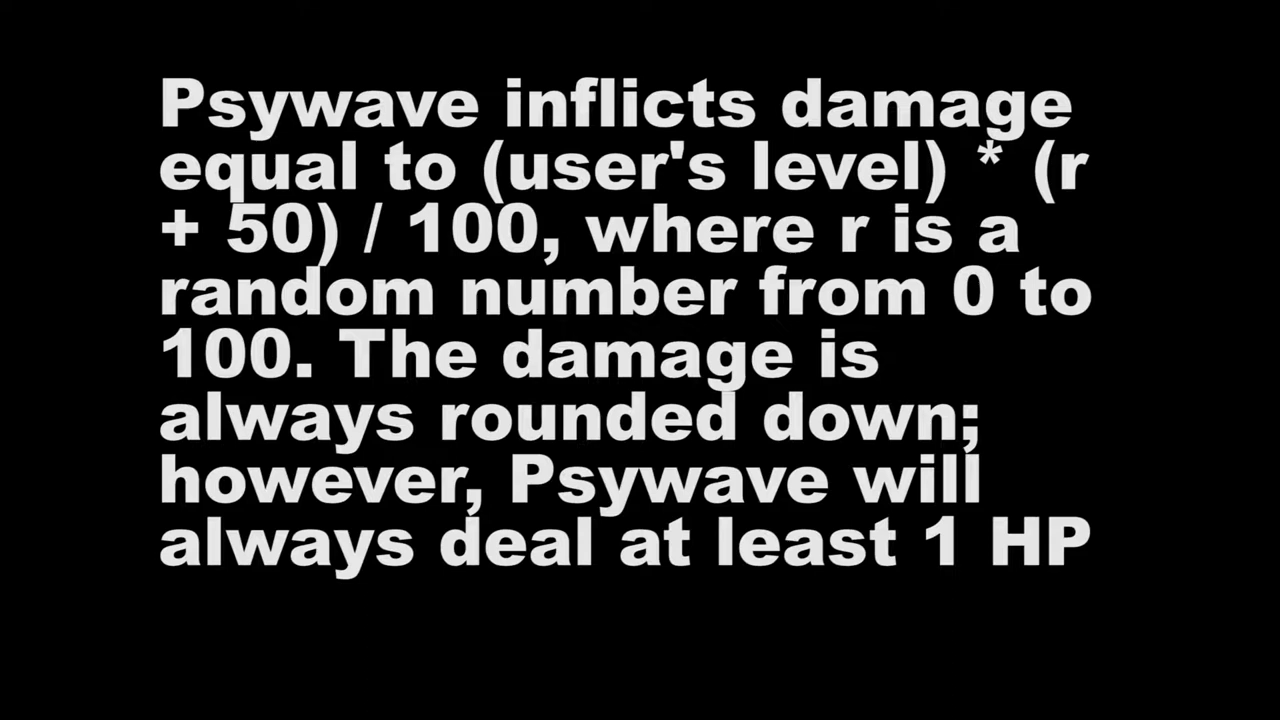 Psywave inflicts damage
equal to (user's level) * (r
+ 50) / 100, where r is a
random number from 0 to
100. The damage is
always rounded down;
however, Psywave will
always deal at least 1 HP